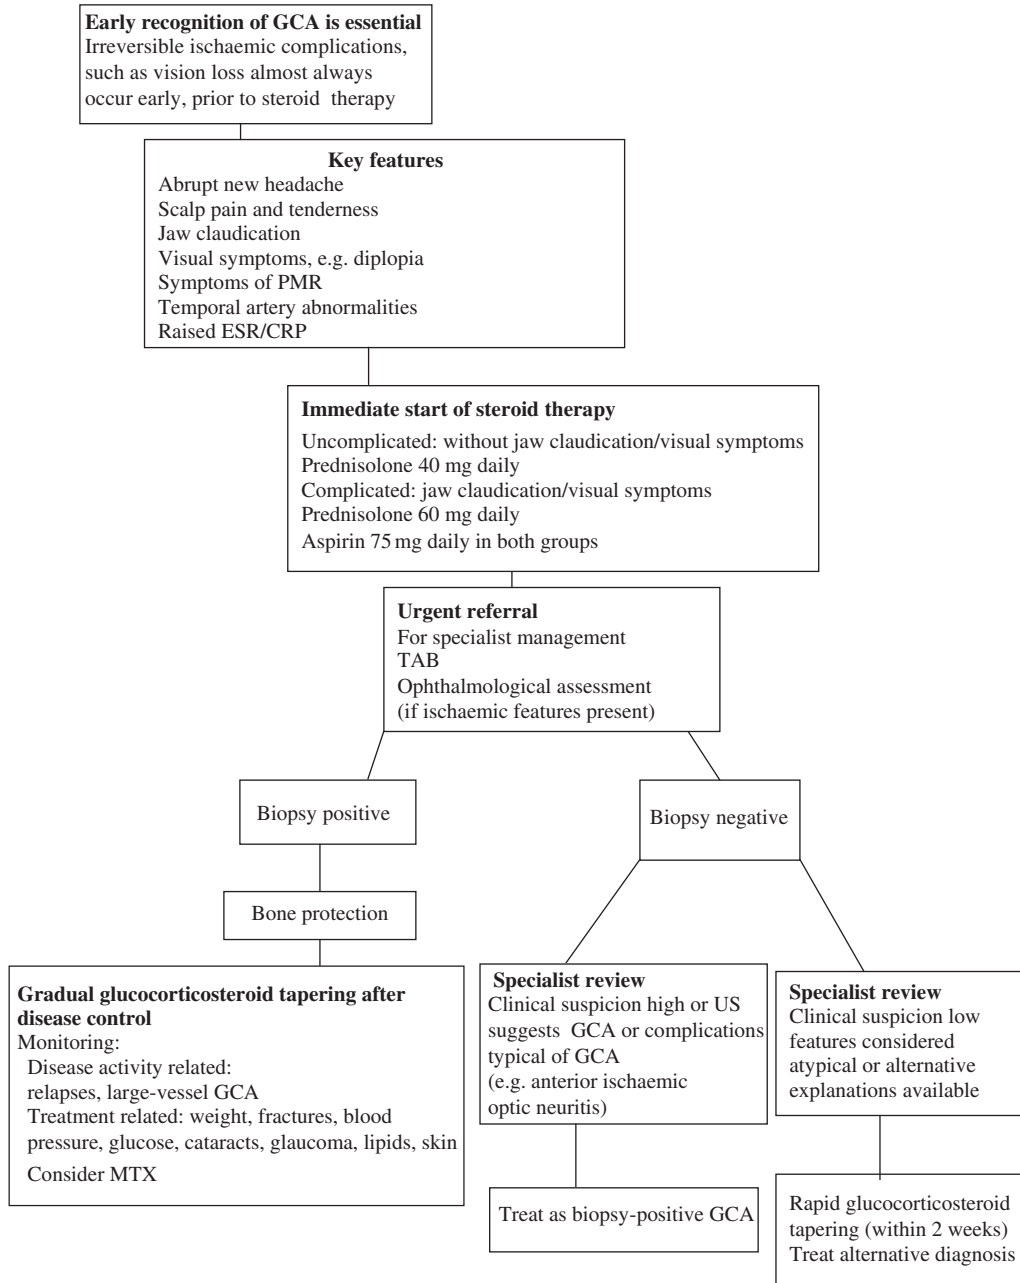 Early recognition of GCA is essential
Irreversible ischaemic complications,
such as vision loss almost always
occur early, prior to steroid therapy
Key features
Abrupt new headache
Scalp pain and tenderness
Jaw claudication
Visual symptoms, e.g. diplopia
Symptoms of PMR
Temporal artery abnormalities
Raised ESR/CRP
Immediate start of steroid therapy
Uncomplicated: without jaw claudication/visual symptoms
Prednisolone 40 mg daily
Complicated: jaw claudication/visual symptoms
Prednisolone 60 mg daily
Aspirin 75 mg daily in both groups
Urgent referral
For specialist management
TAB
Ophthalmological assessment
(if ischaemic features present)
Biopsy positive
Biopsy negative
Bone protection
Gradual glucocorticosteroid tapering after
disease control
Monitoring:
Disease activity related:
relapses, large-vessel GCA
Treatment related: weight, fractures, blood
pressure, glucose, cataracts, glaucoma, lipids, skin
Consider MTX
Specialist review
Clinical suspicion high or US
suggests GCA or complications
typical of GCA
(e.g. anterior ischaemic
optic neuritis)
Specialist review
Clinical suspicion low
features considered
atypical or alternative
explanations available
Treat as biopsy-positive GCA
Rapid glucocorticosteroid
tapering (within 2 weeks)
Treat alternative diagnosis